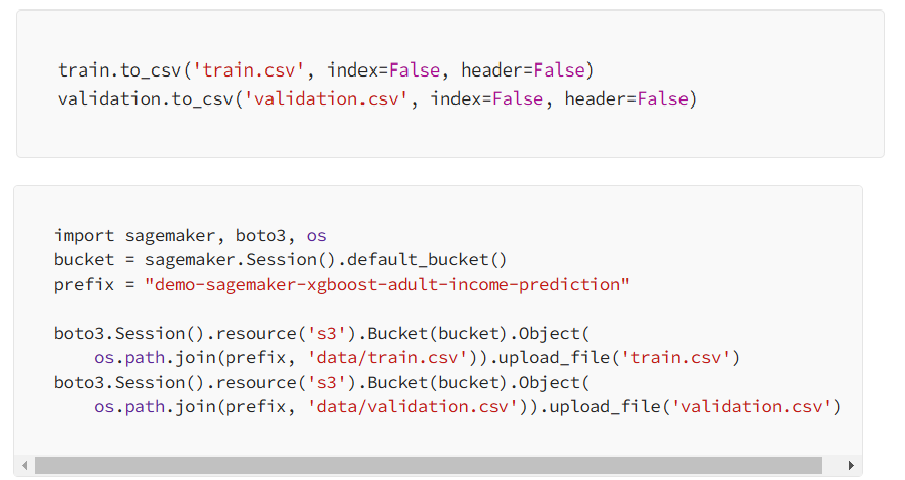 train.to_csv('train.csv', index=False, header=False)
validation.to_csv('validation.csv', index=False, header=False)
import sagemaker, boto3, os
bucket = sagemaker.Session().default_bucket()
prefix = "demo-sagemaker-xgboost-adult-income-prediction"
boto3.Session().resource('s3').Bucket(bucket).Object(
    os.path.join(prefix, 'data/train.csv')).upload_file('train.csv')
boto3.Session().resource('s3').Bucket(bucket).Object(
    os.path.join(prefix, 'data/validation.csv')).upload_file('validation.csv')